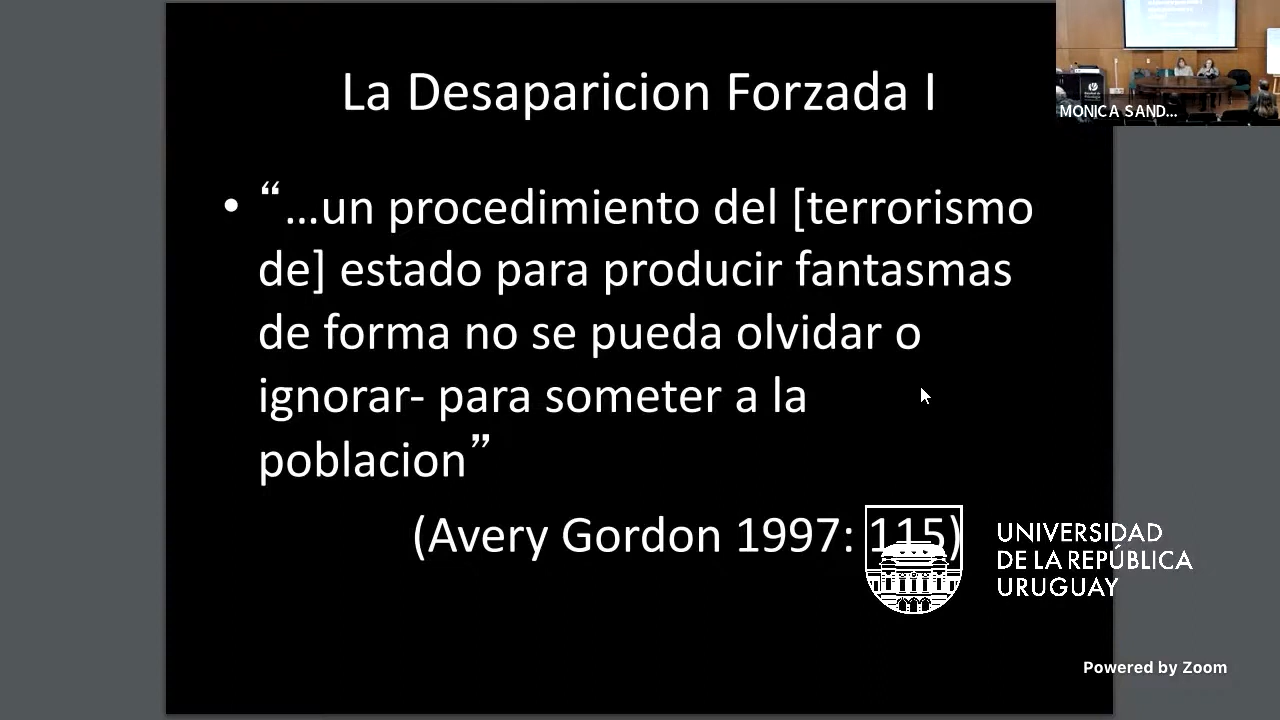 La Desaparicion Forzada I
• “…un procedimiento del [terrorismo
de] estado para producir fantasmas
de forma no se pueda olvidar o
ignorar- para someter a la
poblacion”
(Avery Gordon 1997: 115)
MONICA SAND...
UNIVERSIDAD
DE LA REPÚBLICA
URUGUAY
Powered by Zoom